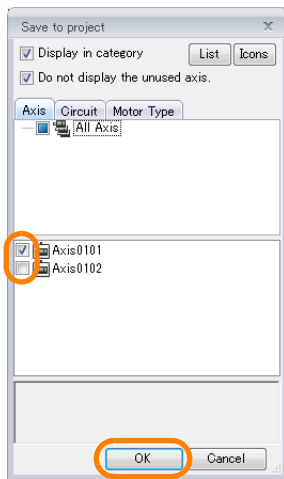 Save to project
Display in category List Icons
Do not display the unused axis.
Axis Circuit Motor Type
All Axis
Axis0101
Axis0102
OK Cancel